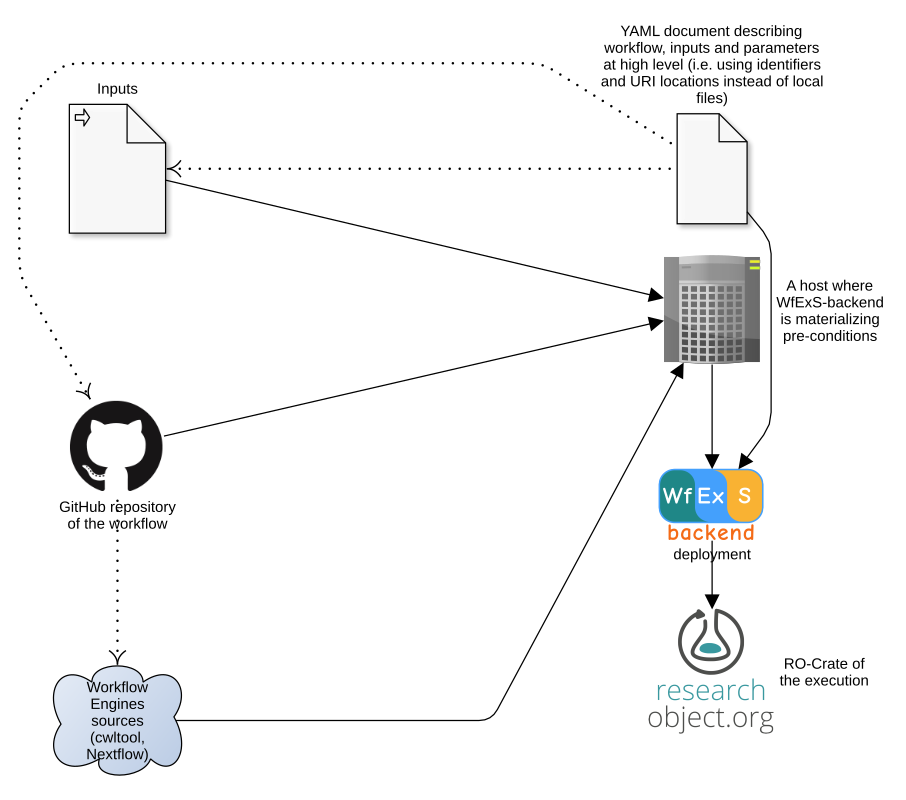 YAML document describing
workflow, inputs and parameters
at high level (i.e. using identifiers
and URI locations instead of local
files)
Inputs
A host where
WfExS-backend
is materializing
pre-conditions
GitHub repository
of the workflow
Wf Ex S
backend
deployment
RO-Crate of
the execution
research
object.org
Workflow
Engines
sources
(cwltool,
Nextflow)